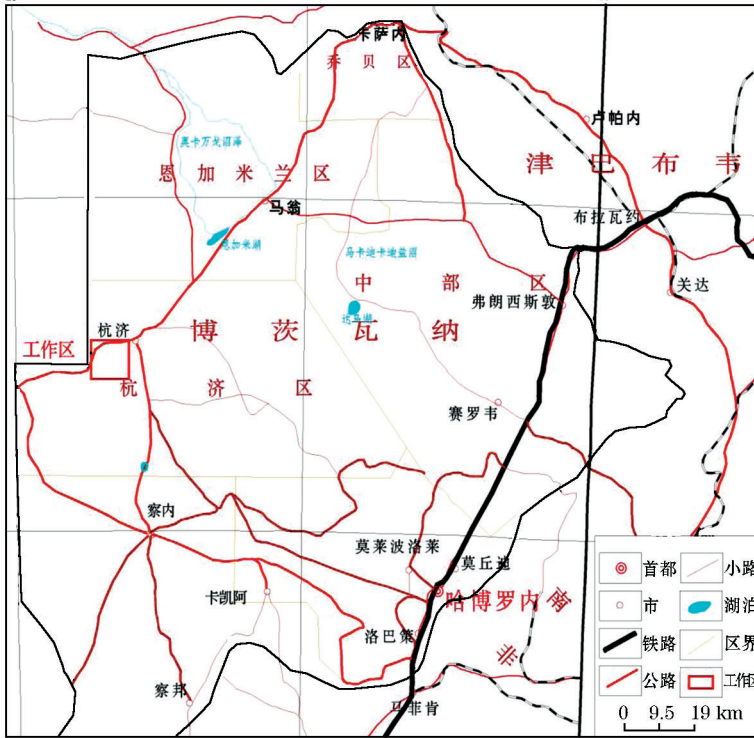 卡萨内
乔贝区
奥卡万戈沼泽
卢帕内
恩加米兰区
津巴布韦
马翁
布拉瓦约
恩加米湖
马卡迪卡迪盐沼
中部区
关达
弗朗西斯敦
达乌湖
杭济
博茨瓦纳
工作区
杭济区
赛罗韦
察内
莫莱波洛莱
莫丘迪
卡凯阿
哈博罗内
南
非
洛巴策
察邦
马菲肯
首都
小路
市
湖泊
铁路
区界
公路
工作区
0 9.5 19 km